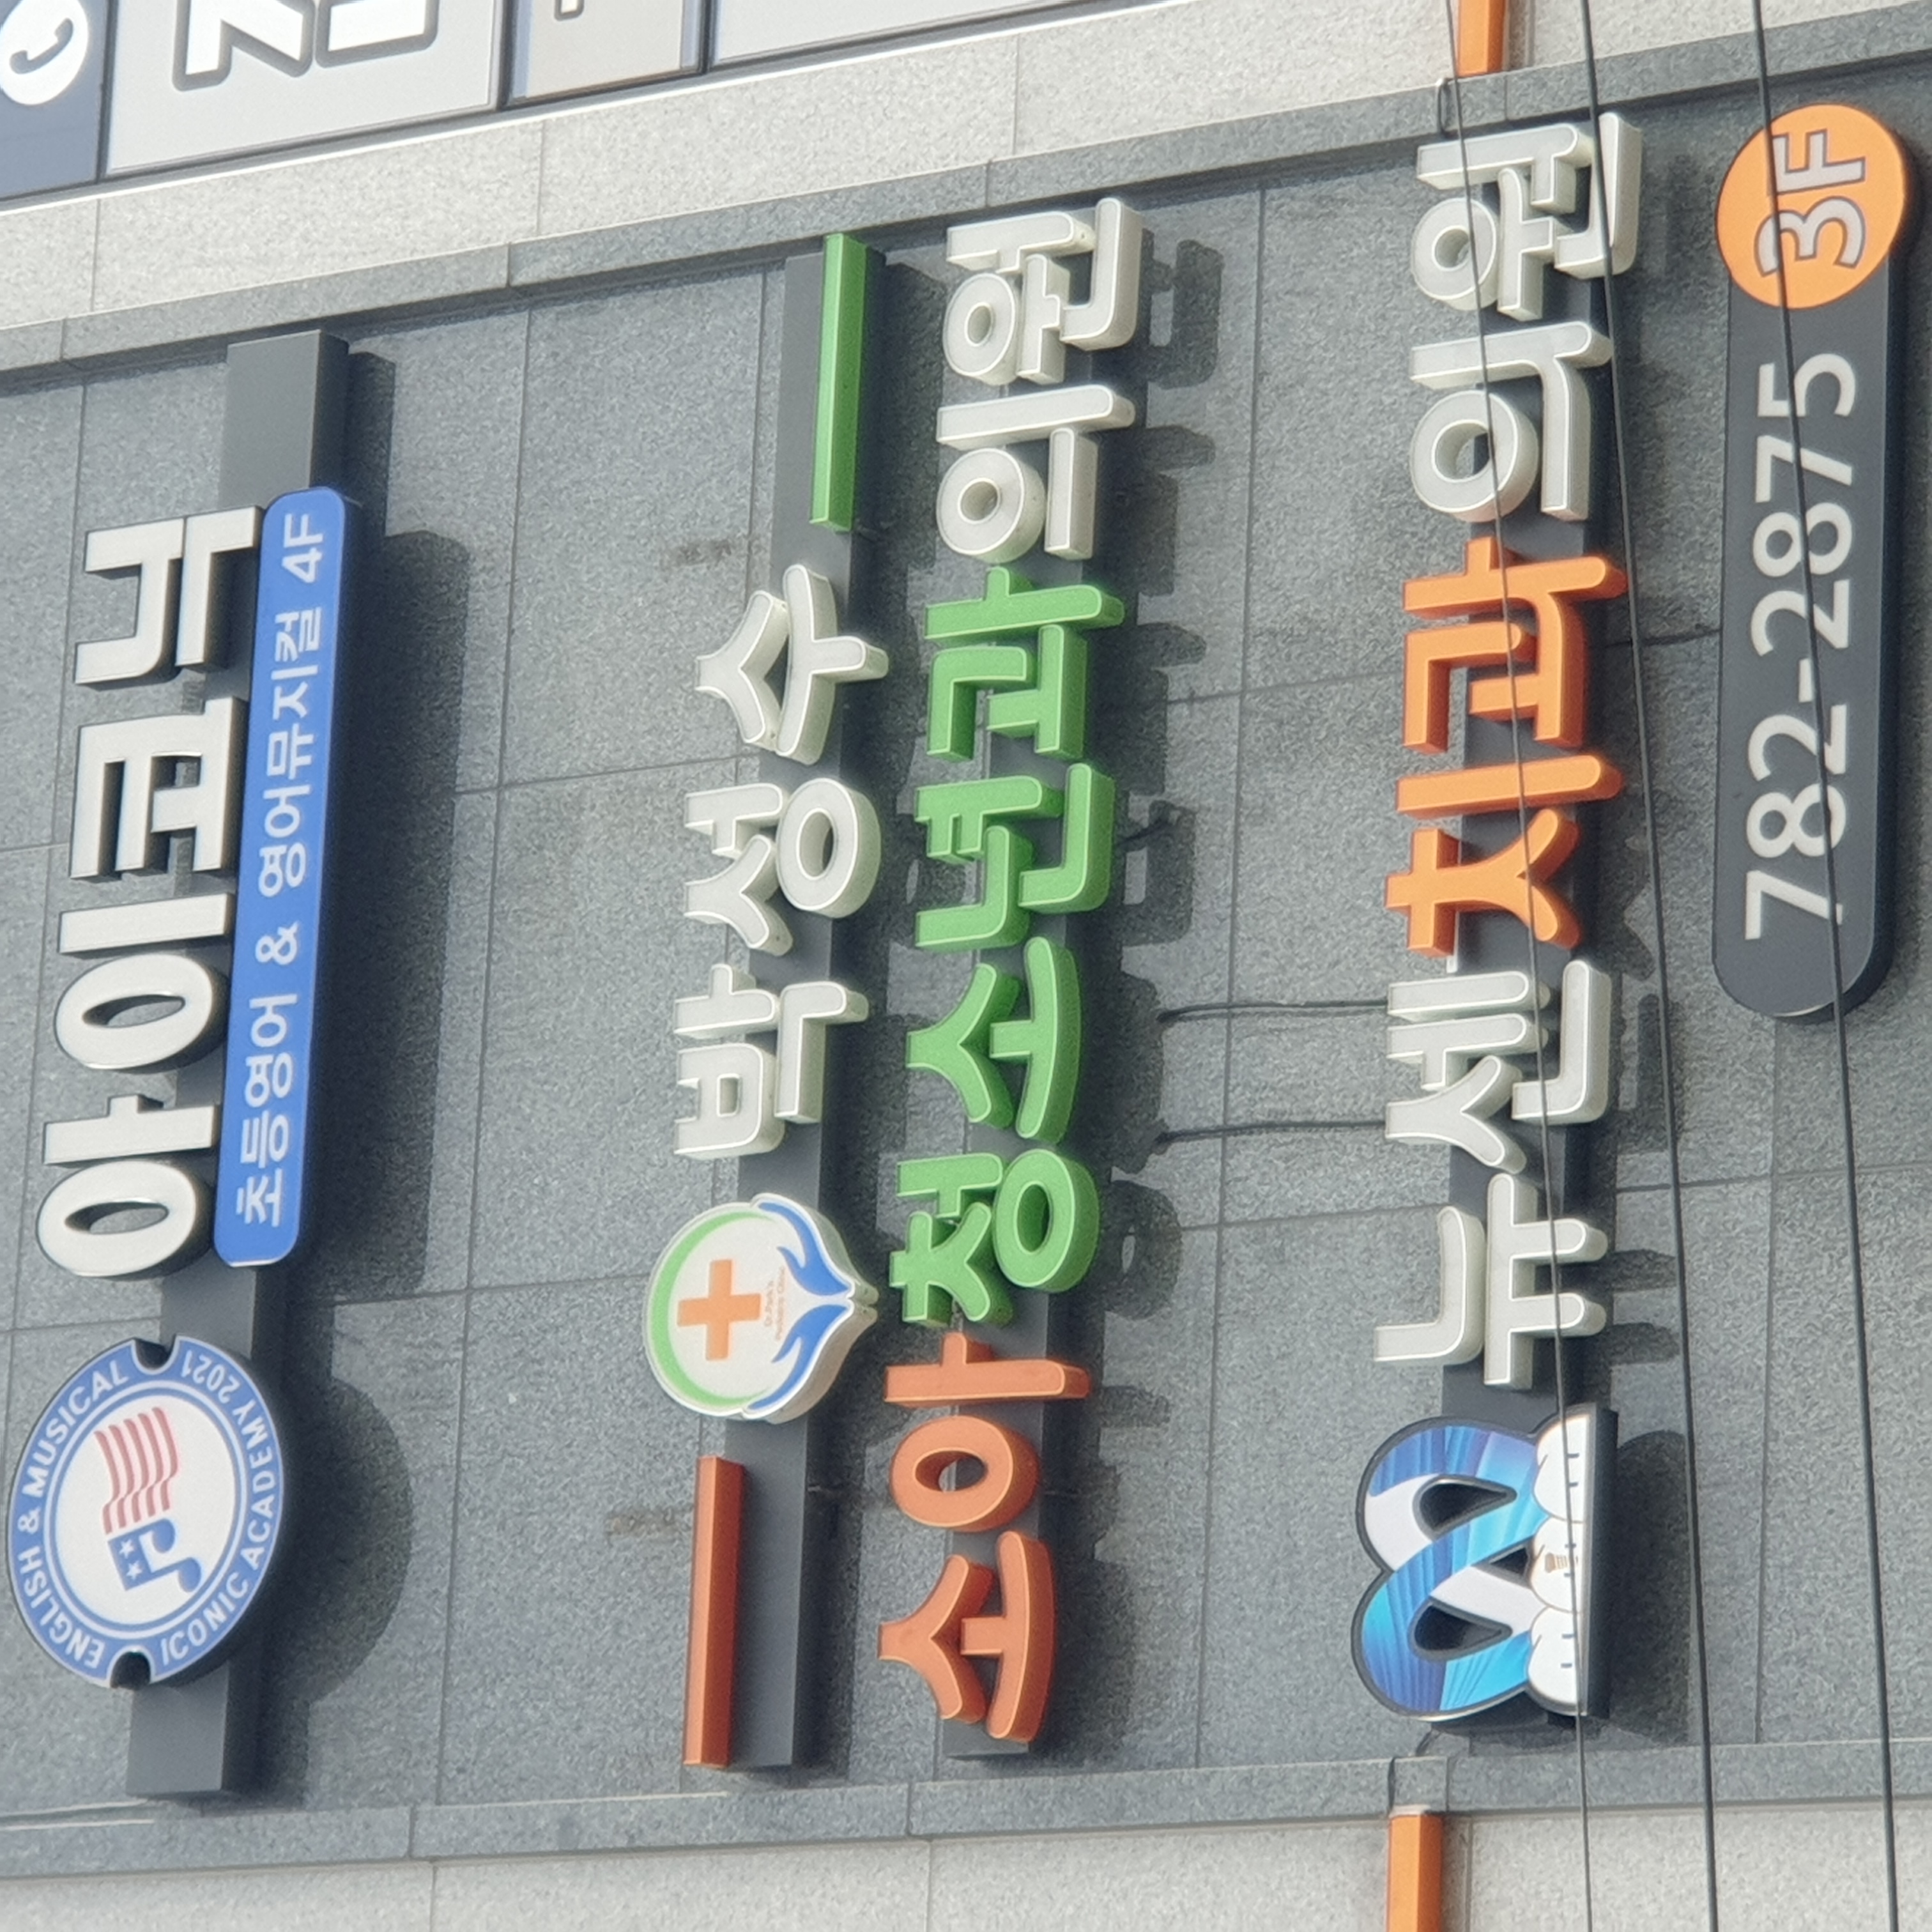 ENGLISH & MUSICAL
ICONIC ACADEMY 2021
아이코닉
초등영어 & 영어뮤지컬 4F
박성수
소아청소년과의원
뉴센치과의원
782-2875 3F